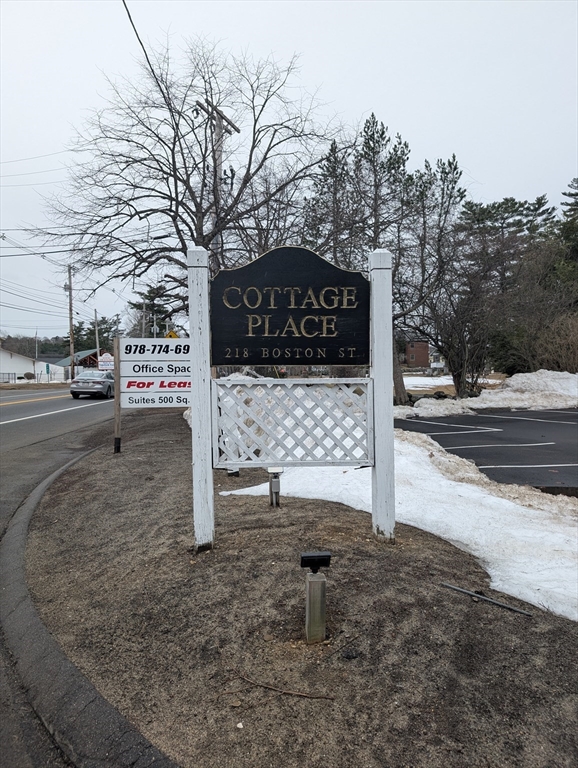 COTTAGE
PLACE
218 BOSTON ST
978-774-69
Office Spac
For Leas
Suites 500 Sq.